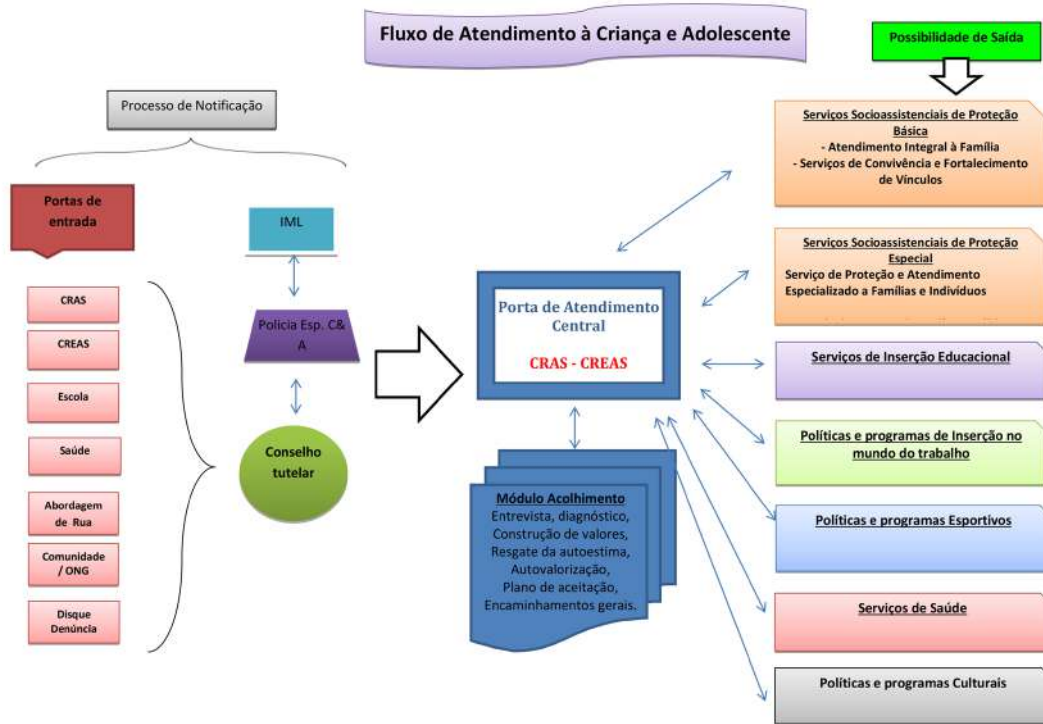 Fluxo de Atendimento à Criança e Adolescente
Possibilidade de Saída
Processo de Notificação
Portas de
entrada
CRAS
CREAS
Escola
Saúde
Abordagem
de Rua
Comunidade
/ ONG
Disque
Denúncia
IML
Policia Esp. C&
A
Conselho
tutelar
Porta de Atendimento
Central
CRAS - CREAS
Módulo Acolhimento
Entrevista, diagnóstico,
Construção de valores,
Resgate da autoestima,
Autovalorização,
Plano de aceitação,
Encaminhamentos gerais.
Serviços Socioassistenciais de Proteção
Básica
- Atendimento Integral à Família
- Serviços de Convivência e Fortalecimento
de Vínculos
Serviços Socioassistenciais de Proteção
Especial
Serviço de Proteção e Atendimento
Especializado a Famílias e Indivíduos
Serviços de Inserção Educacional
Políticas e programas de Inserção no
mundo do trabalho
Políticas e programas Esportivos
Serviços de Saúde
Políticas e programas Culturais